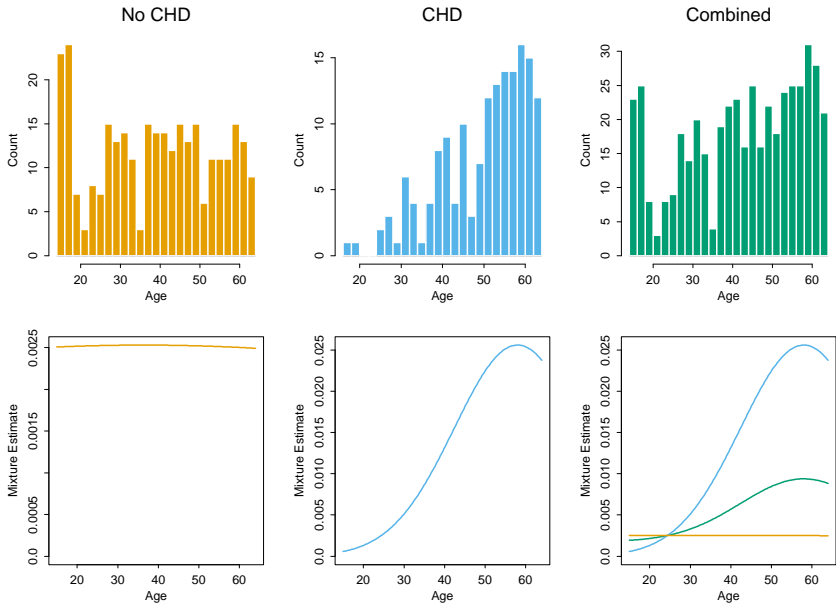 No CHD
CHD
Combined
Count
0 5 10 15 20
20 30 40 50 60
Age
Count
0 5 10 15
20 30 40 50 60
Age
Count
0 5 10 15 20 25 30
20 30 40 50 60
Age
Mixture Estimate
0.0 0.0005 0.0015 0.0025
20 30 40 50 60
Age
Mixture Estimate
0.0 0.005 0.010 0.015 0.020 0.025
20 30 40 50 60
Age
Mixture Estimate
0.0 0.005 0.010 0.015 0.020 0.025
20 30 40 50 60
Age